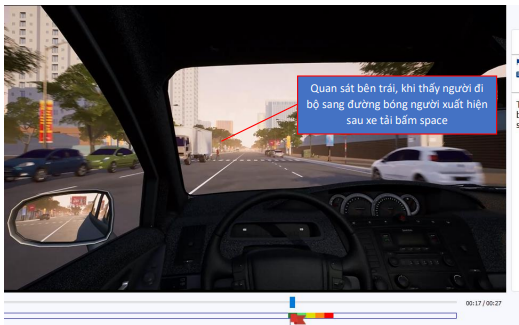 Quan sát bên trái, khi thấy người đi
bộ sang đường bóng người xuất hiện
sau xe tải bấm space
00:17 / 00:27